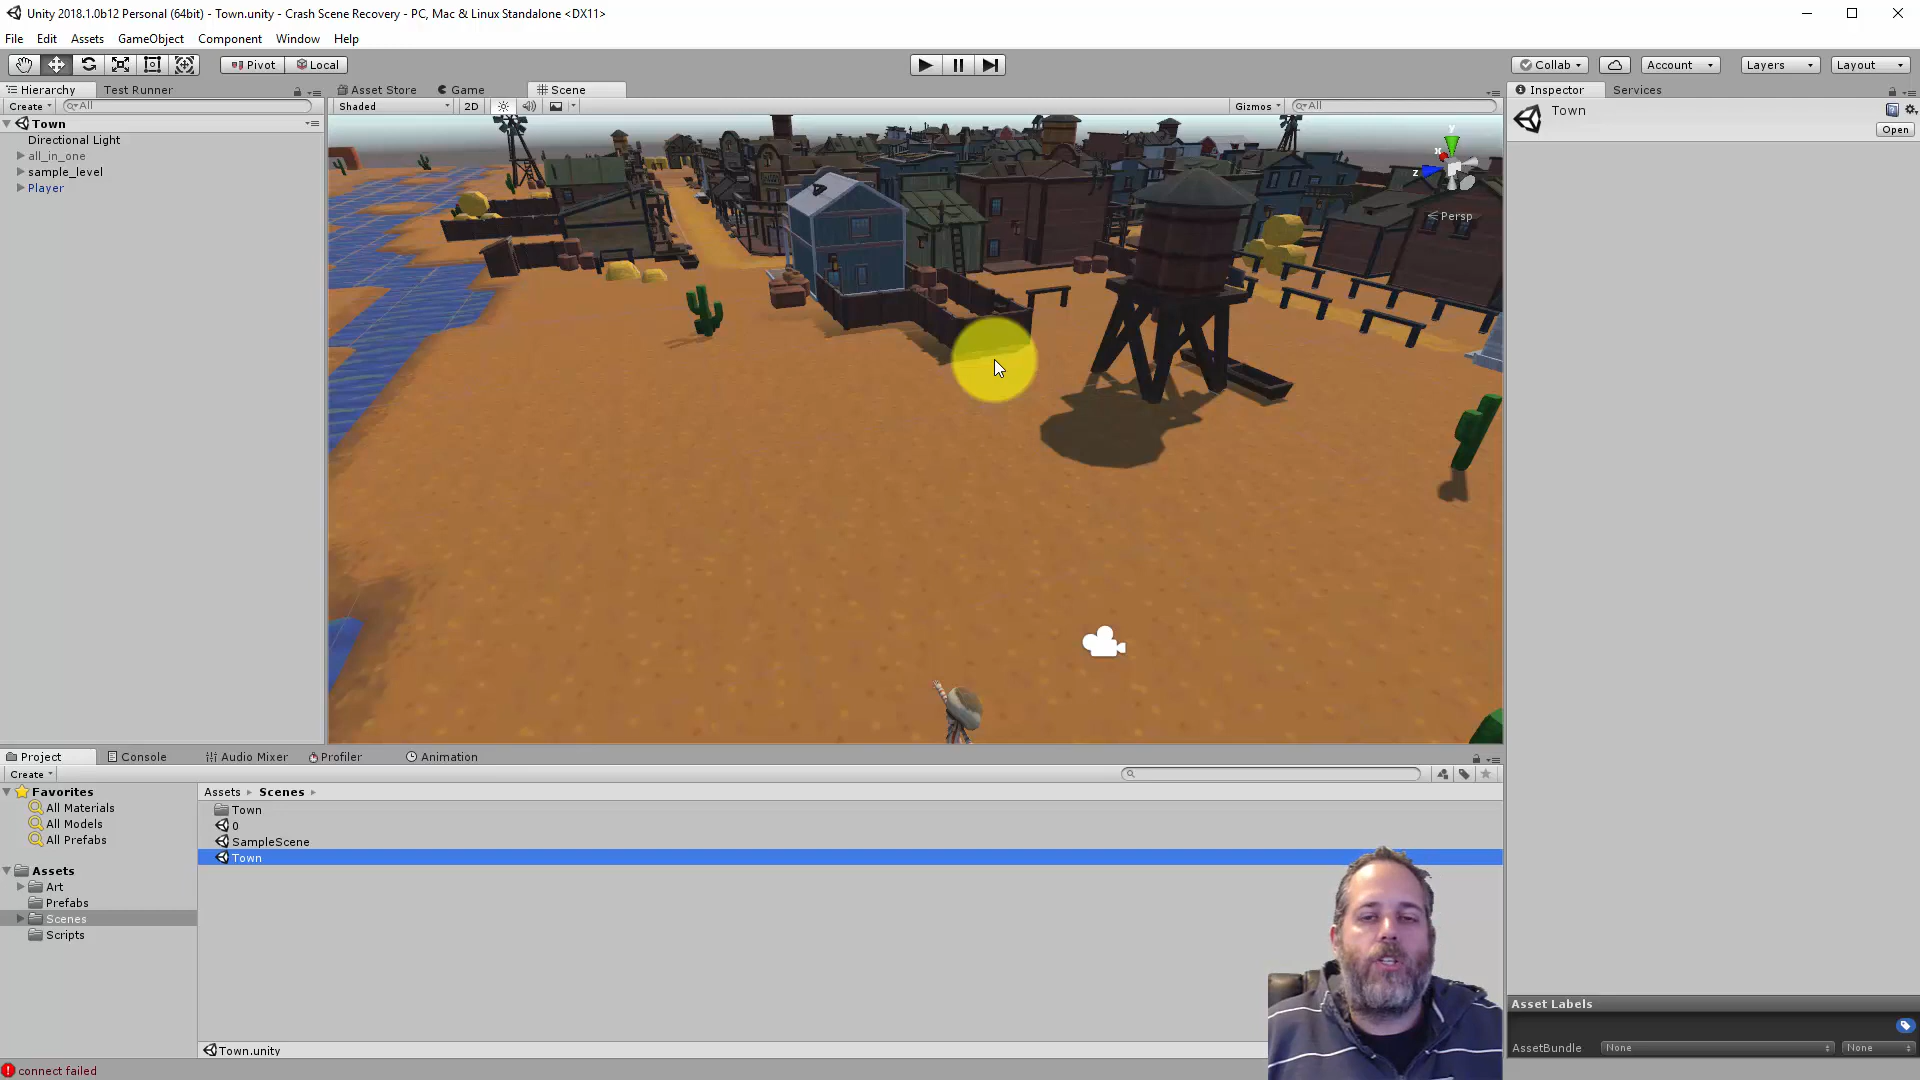 Unity 2018.1.0b12 Personal (64bit) - Town.unity - Crash Scene Recovery - PC, Mac & Linux Standalone <DX11>
File Edit Assets GameObject Component Window Help
Pivot Local Collab Account Layers Layout
Hierarchy Test Runner Asset Store Game Scene Inspector Services
Create All Shaded 2D Gizmos All Town
Town
Open
Directional Light
all_in_one
sample_level
Player
y
x
z
Persp
Project Console Audio Mixer Profiler Animation
Create
Favorites
All Materials
All Models
All Prefabs
Assets
Art
Prefabs
Scenes
Scripts
Assets Scenes
Town
0
SampleScene
Town
Town.unity
Asset Labels
AssetBundle None None
connect failed